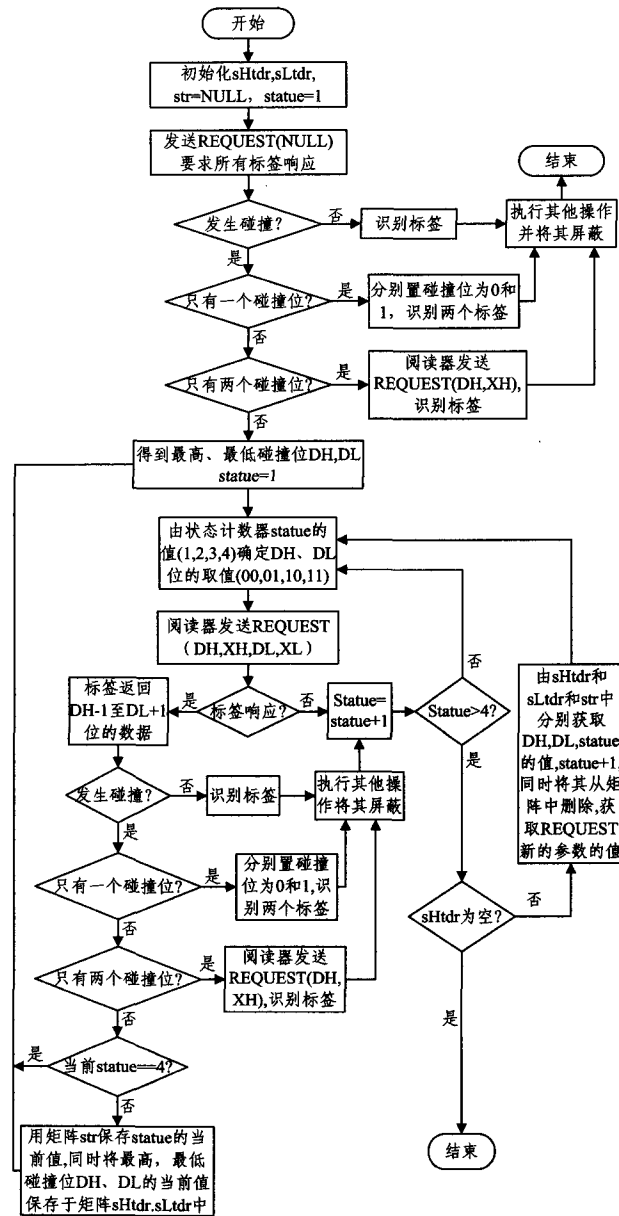 开始
初始化sHtdr,sLtdr,
str=NULL，statue=1
发送REQUEST(NULL)
要求所有标签响应
结束
发生碰撞?
否
识别标签
执行其他操作
并将其屏蔽
是
只有一个碰撞位?
是
分别置碰撞位为0和
1，识别两个标签
否
只有两个碰撞位?
是
阅读器发送
REQUEST(DH,XH),
识别标签
否
得到最高、最低碰撞位DH,DL
statue=1
由状态计数器statue的
值(1,2,3,4)确定DH、DL
位的取值(00,01,10,11)
阅读器发送REQUEST
（DH,XH,DL,XL）
否
标签返回
DH-1至DL+1
位的数据
是
标签响应?
否
Statue=
statue+1
Statue>4?
是
由sHtdr和
sLtdr和str中
分别获取
DH,DL,statue
的值,statue+1,
同时将其从矩
阵中删除,获
取REQUEST
新的参数的值
发生碰撞?
否
识别标签
执行其他操
作将其屏蔽
是
只有一个碰撞位?
是
分别置碰撞
位为0和1,识
别两个标签
sHtdr为空?
否
否
只有两个碰撞位?
是
阅读器发送
REQUEST(DH,
XH),识别标签
是
否
当前statue==4?
是
否
用矩阵str保存statue的当
前值,同时将最高，最低
碰撞位DH、DL的当前值
保存于矩阵sHtdr,sLtdr中
结束